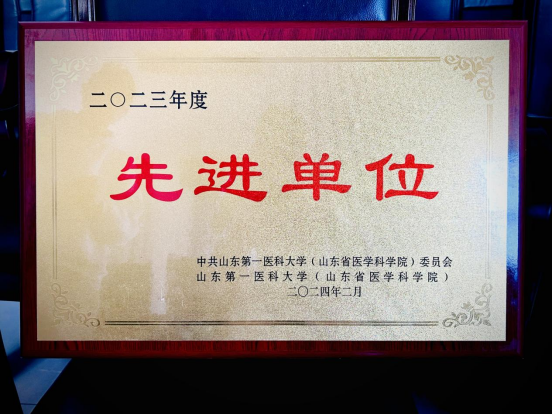 二〇二三年度
先进单位
中共山东第一医科大学（山东省医学科学院）委员会
山东第一医科大学（山东省医学科学院）
二〇二四年二月